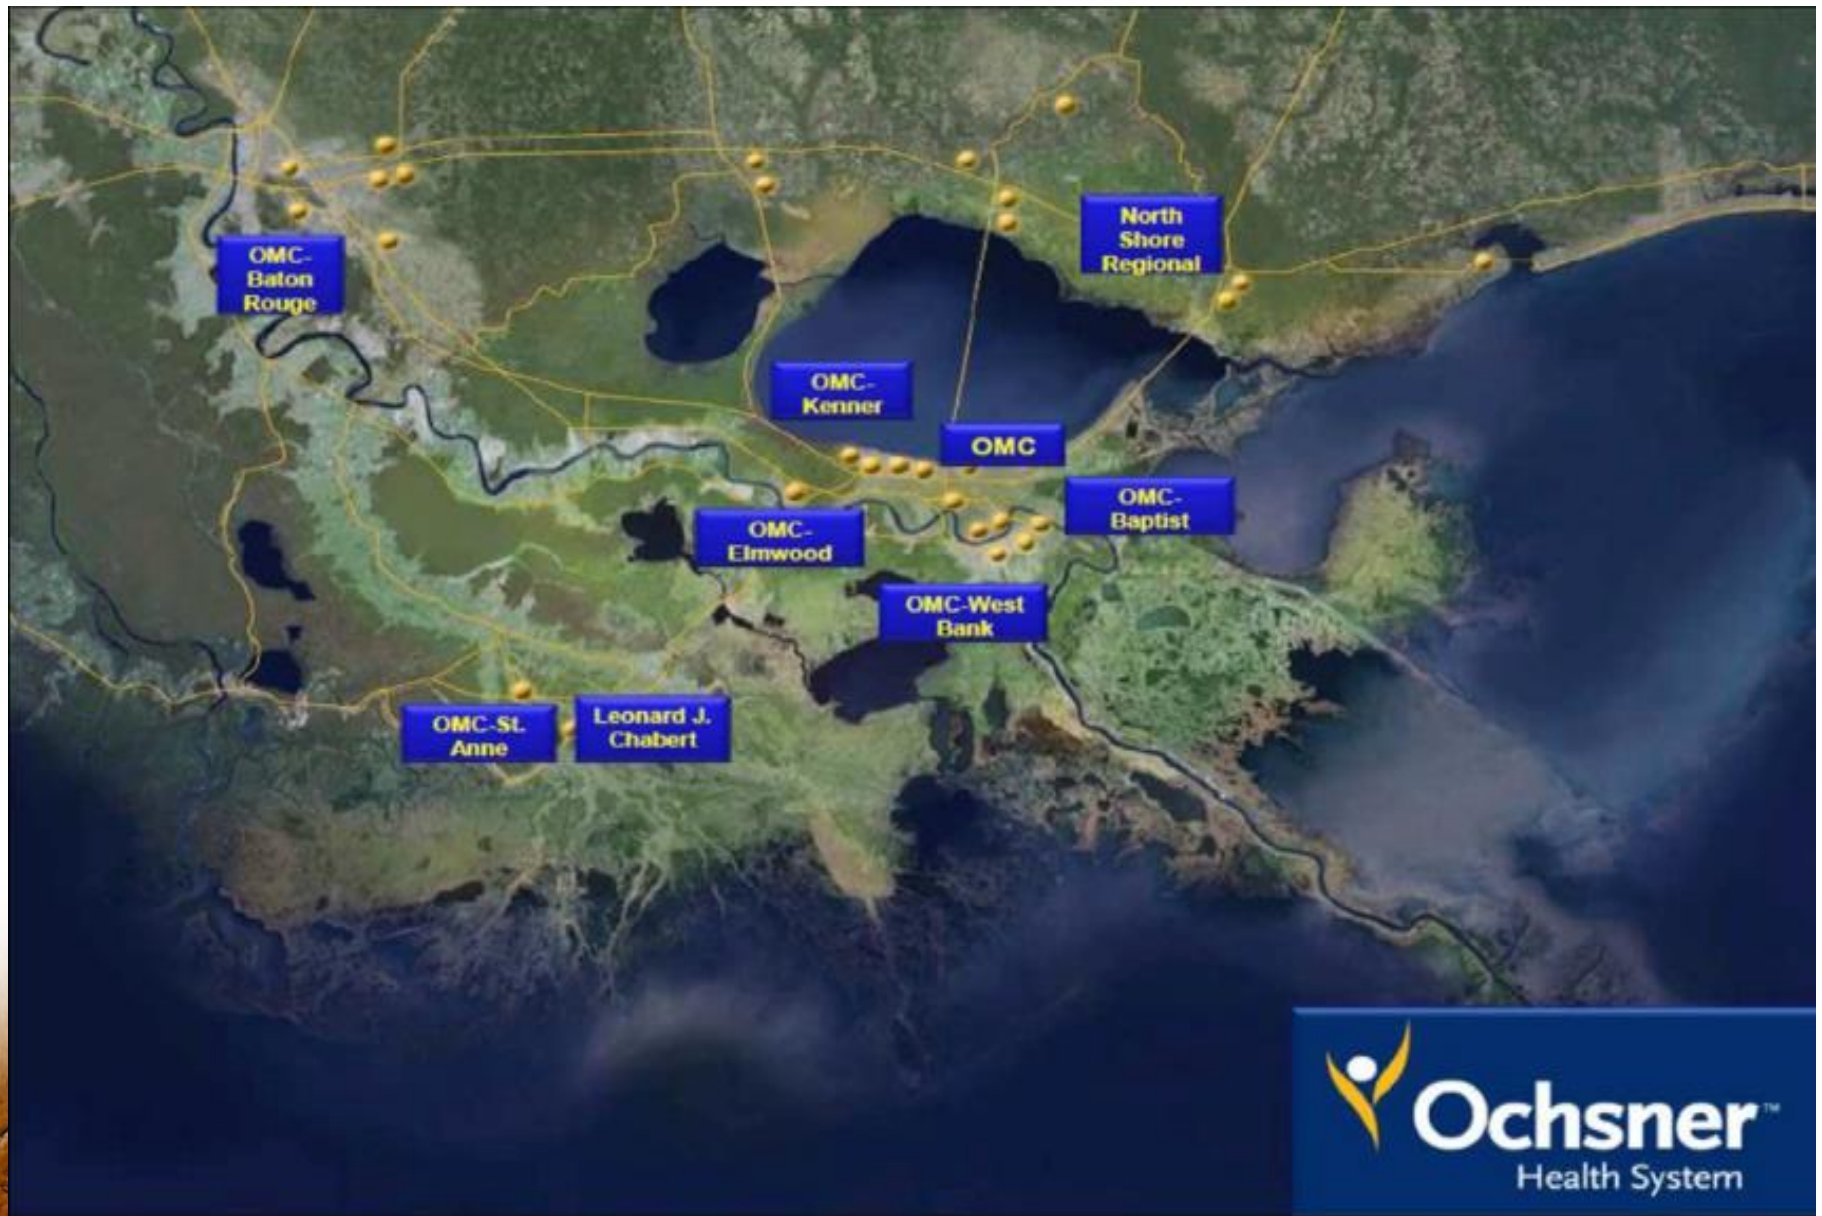 North
Shore
Regional
OMC-
Baton
Rouge
OMC-
Kenner
OMC
OMC-
Baptist
OMC-
Elmwood
OMC-West
Bank
OMC-St.
Anne
Leonard J.
Chabert
Ochsner™
Health System